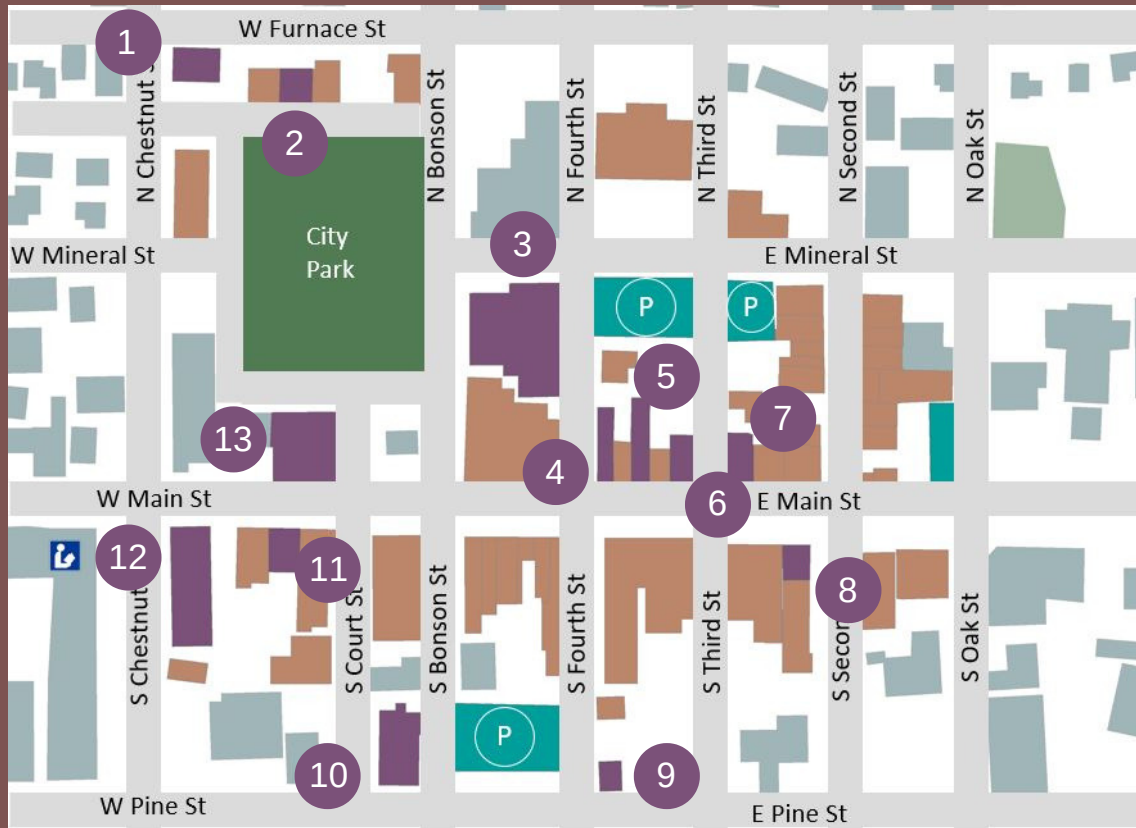 W Furnace St
1
N Chestnut S
2
N Bonson St
N Fourth St
N Third St
N Second St
N Oak St
City
Park
W Mineral St
3
E Mineral St
P
P
5
7
13
4
6
W Main St
E Main St
12
11
8
S Chestnut
S Court St
S Bonson St
S Fourth St
S Third St
S Secon
S Oak St
P
10
9
W Pine St
E Pine St